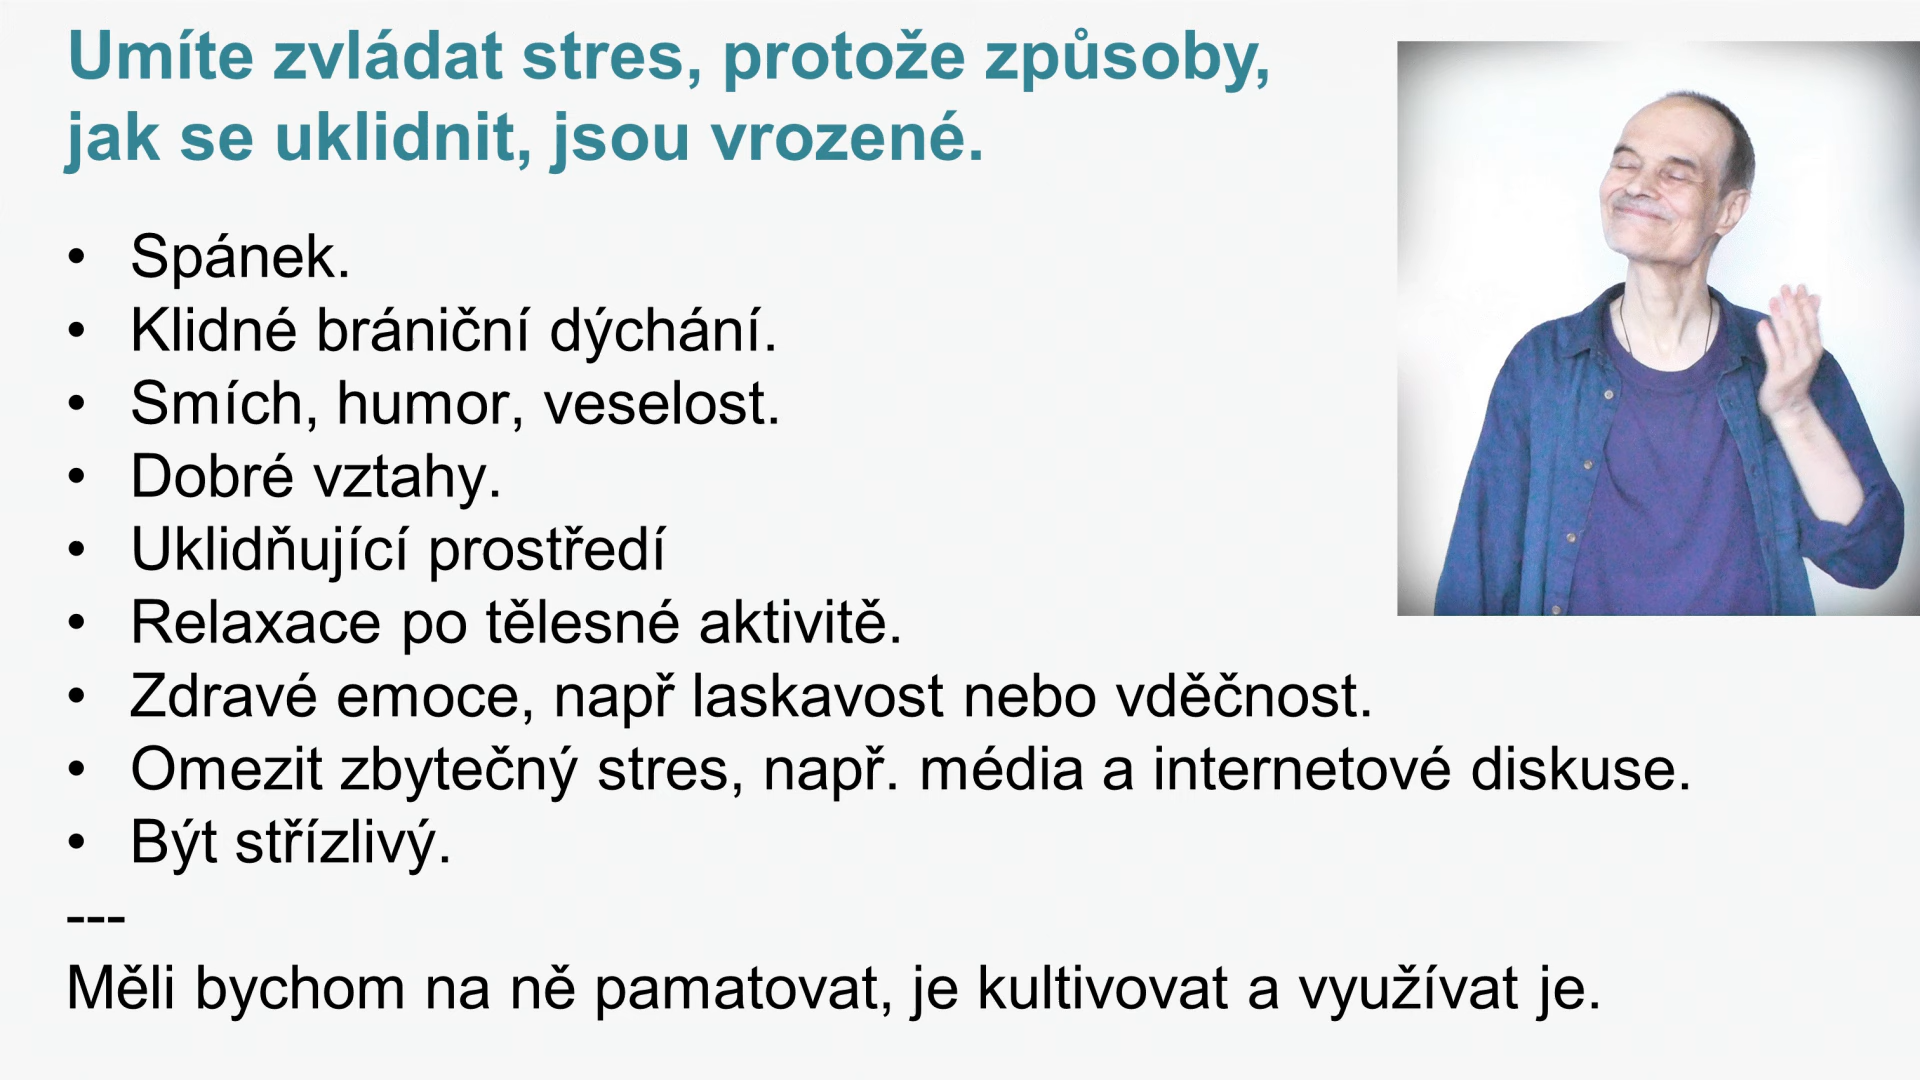 Umíte zvládat stres, protože způsoby,
jak se uklidnit, jsou vrozené.
• Spánek.
• Klidné brániční dýchání.
• Smích, humor, veselost.
• Dobré vztahy.
• Uklidňující prostředí
• Relaxace po tělesné aktivitě.
• Zdravé emoce, např laskavost nebo vděčnost.
• Omezit zbytečný stres, např. média a internetové diskuse.
• Být střízlivý.
---
Měli bychom na ně pamatovat, je kultivovat a využívat je.